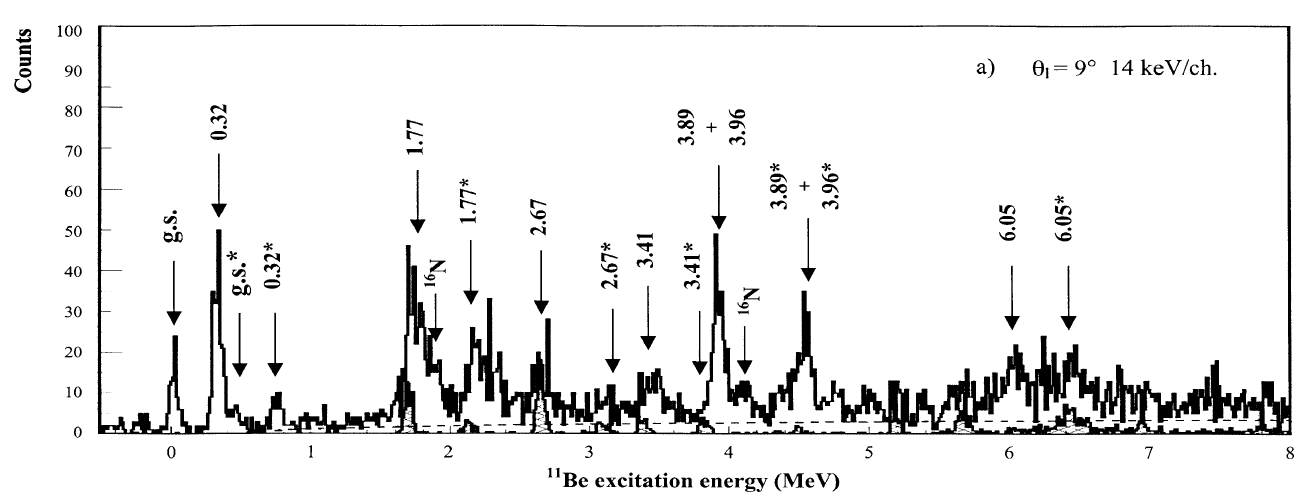 100
Counts
90
80
70
60
50
40
30
20
10
0
a) θl = 9° 14 keV/ch.
g.s.
0.32
g.s.*
0.32*
1.77
¹⁶N
1.77*
2.67
2.67*
3.41
3.41*
3.89 + 3.96
¹⁶N
3.89* + 3.96*
6.05
6.05*
0 1 2 3 4 5 6 7 8
¹¹Be excitation energy (MeV)